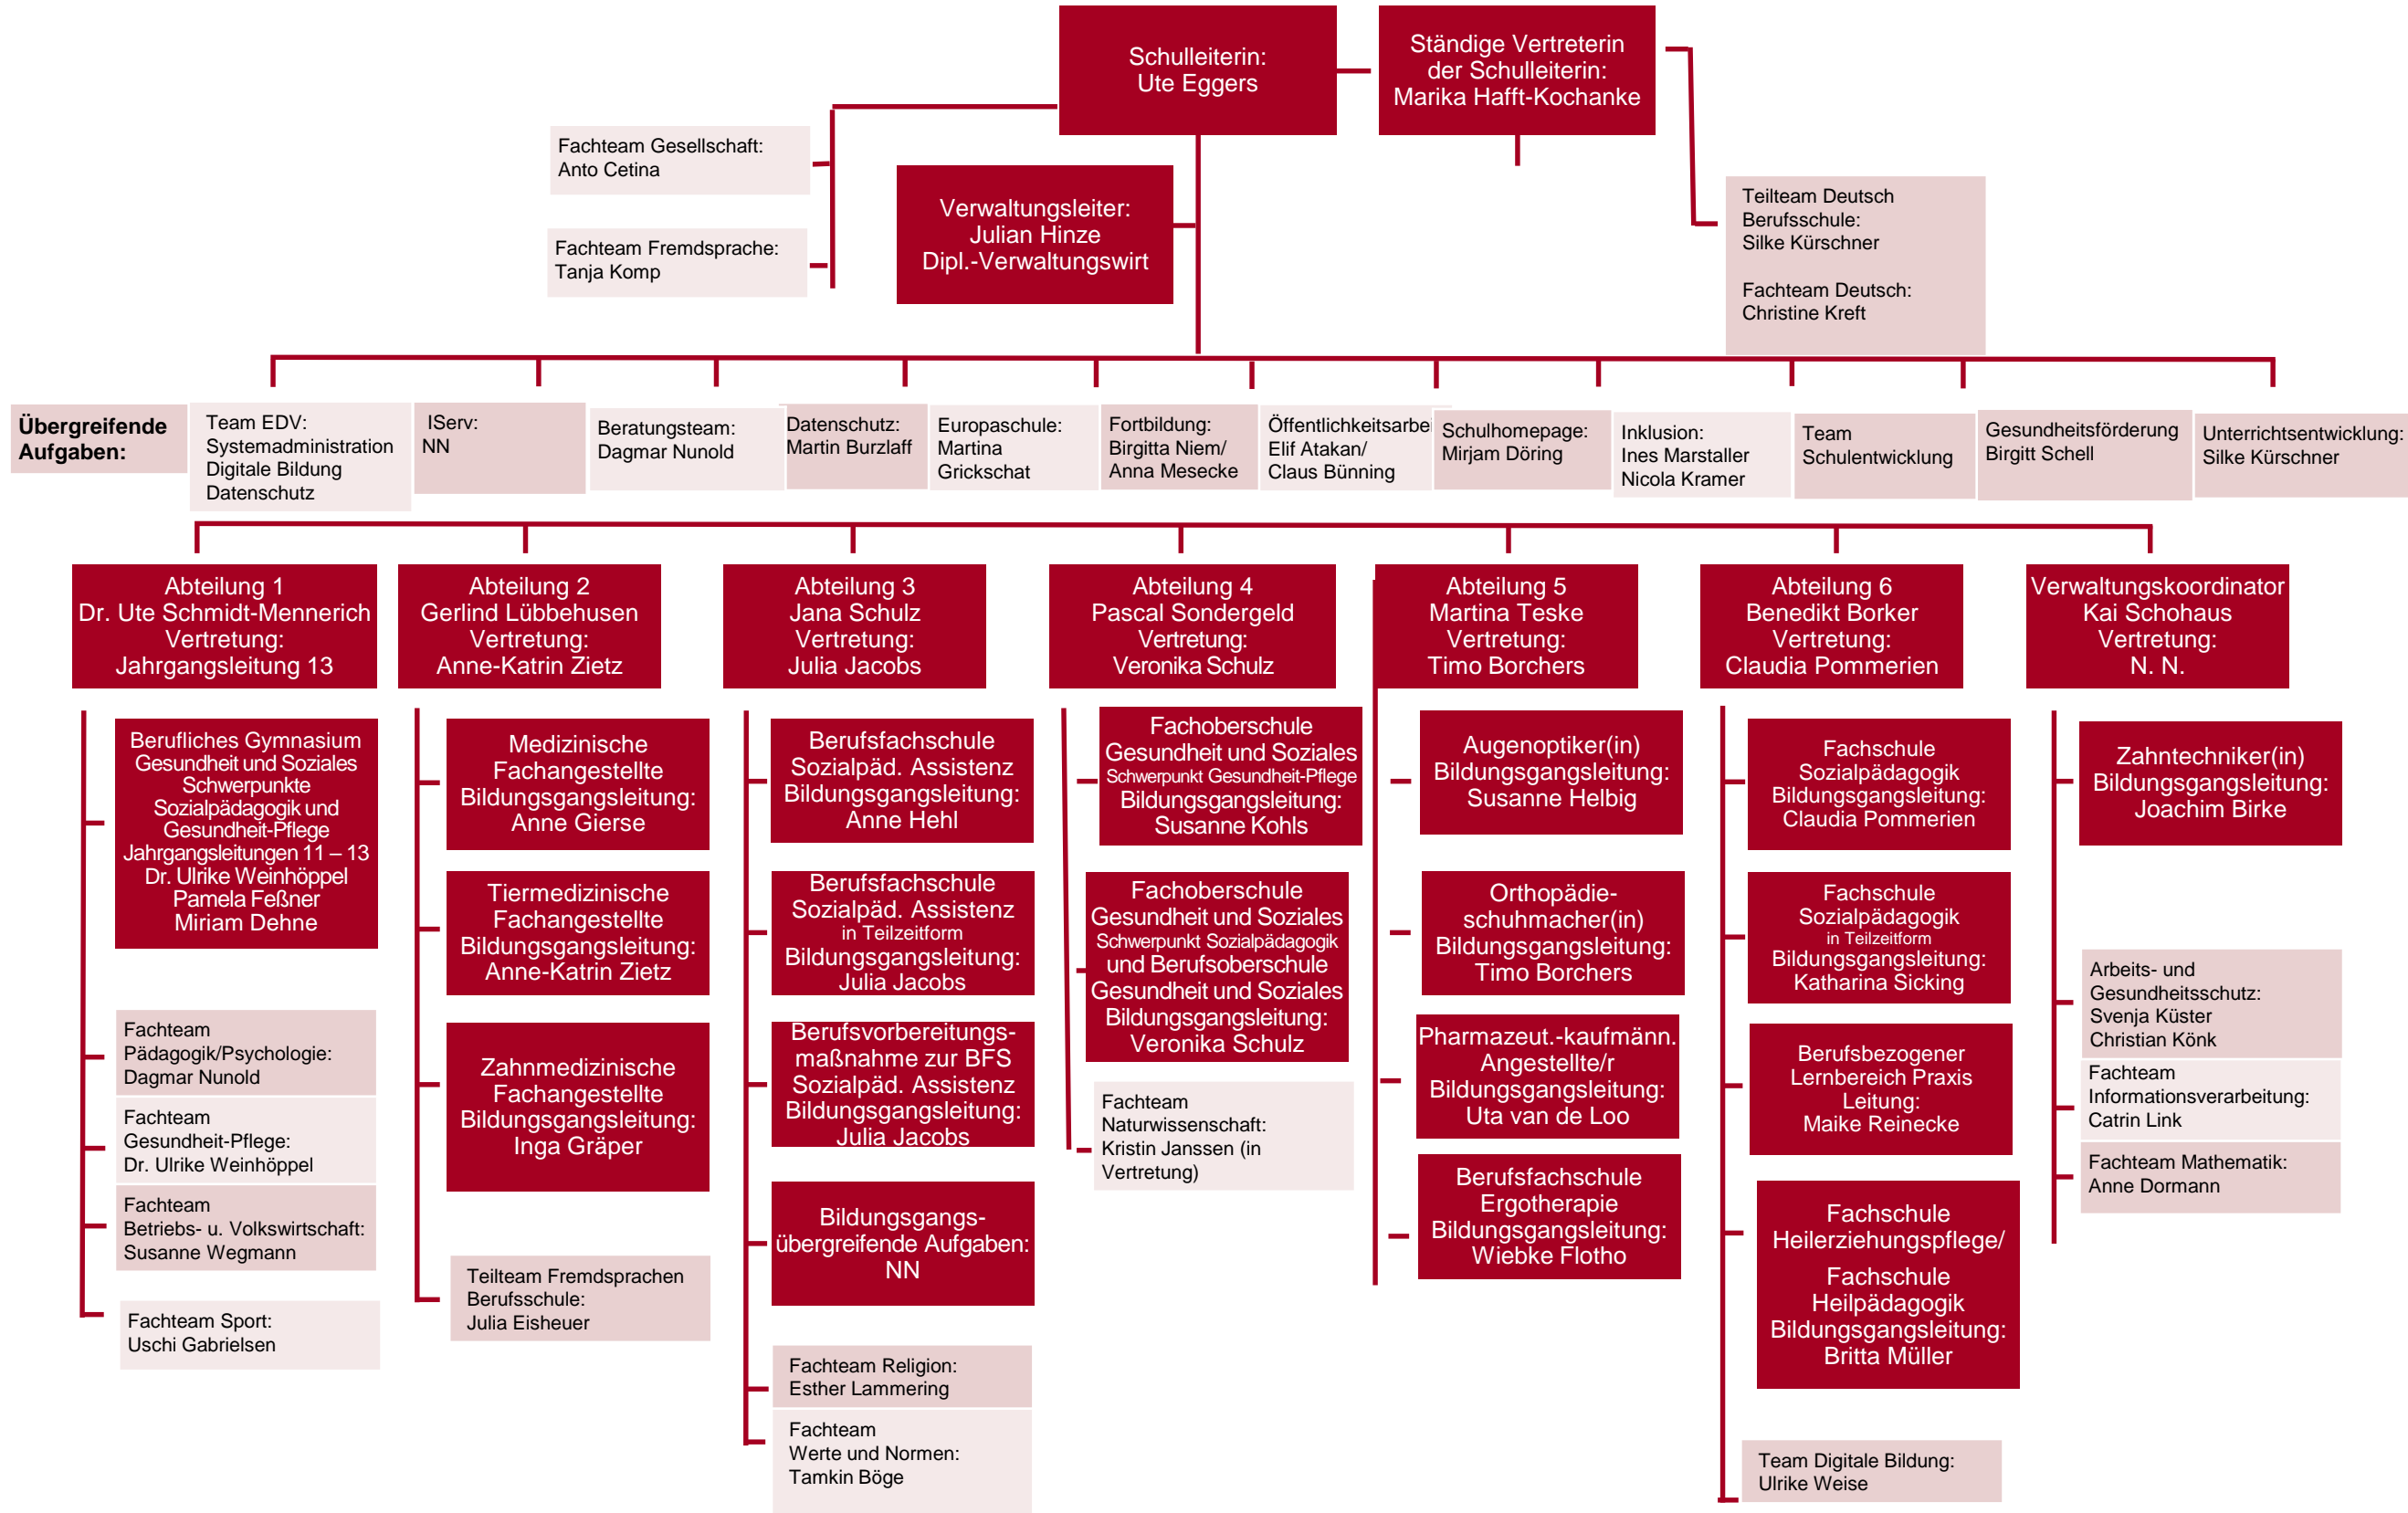 Schulleiterin:
Ute Eggers
Ständige Vertreterin
der Schulleiterin:
Marika Hafft-Kochanke
Fachteam Gesellschaft:
Anto Cetina
Fachteam Fremdsprache:
Tanja Komp
Verwaltungsleiter:
Julian Hinze
Dipl.-Verwaltungswirt
Teilteam Deutsch
Berufsschule:
Silke Kürschner
Fachteam Deutsch:
Christine Kreft
Übergreifende
Aufgaben:
Team EDV:
Systemadministration
Digitale Bildung
Datenschutz
IServ:
NN
Beratungsteam:
Dagmar Nunold
Datenschutz:
Martin Burzlaff
Europaschule:
Martina
Grickschat
Fortbildung:
Birgitta Niem/
Anna Mesecke
Öffentlichkeitsarbei
Elif Atakan/
Claus Bünning
Schulhomepage:
Mirjam Döring
Inklusion:
Ines Marstaller
Nicola Kramer
Team
Schulentwicklung
Gesundheitsförderung
Birgitt Schell
Unterrichtsentwicklung:
Silke Kürschner
Abteilung 1
Dr. Ute Schmidt-Mennerich
Vertretung:
Jahrgangsleitung 13
Berufliches Gymnasium
Gesundheit und Soziales
Schwerpunkte
Sozialpädagogik und
Gesundheit-Pflege
Jahrgangsleitungen 11 – 13
Dr. Ulrike Weinhöppel
Pamela Feßner
Miriam Dehne
Fachteam
Pädagogik/Psychologie:
Dagmar Nunold
Fachteam
Gesundheit-Pflege:
Dr. Ulrike Weinhöppel
Fachteam
Betriebs- u. Volkswirtschaft:
Susanne Wegmann
Fachteam Sport:
Uschi Gabrielsen
Abteilung 2
Gerlind Lübbehusen
Vertretung:
Anne-Katrin Zietz
Medizinische
Fachangestellte
Bildungsgangsleitung:
Anne Gierse
Tiermedizinische
Fachangestellte
Bildungsgangsleitung:
Anne-Katrin Zietz
Zahnmedizinische
Fachangestellte
Bildungsgangsleitung:
Inga Gräper
Teilteam Fremdsprachen
Berufsschule:
Julia Eisheuer
Abteilung 3
Jana Schulz
Vertretung:
Julia Jacobs
Berufsfachschule
Sozialpäd. Assistenz
Bildungsgangsleitung:
Anne Hehl
Berufsfachschule
Sozialpäd. Assistenz
in Teilzeitform
Bildungsgangsleitung:
Julia Jacobs
Berufsvorbereitungs-
maßnahme zur BFS
Sozialpäd. Assistenz
Bildungsgangsleitung:
Julia Jacobs
Bildungsgangs-
übergreifende Aufgaben:
NN
Fachteam Religion:
Esther Lammering
Fachteam
Werte und Normen:
Tamkin Böge
Abteilung 4
Pascal Sondergeld
Vertretung:
Veronika Schulz
Fachoberschule
Gesundheit und Soziales
Schwerpunkt Gesundheit-Pflege
Bildungsgangsleitung:
Susanne Kohls
Fachoberschule
Gesundheit und Soziales
Schwerpunkt Sozialpädagogik
und Berufsoberschule
Gesundheit und Soziales
Bildungsgangsleitung:
Veronika Schulz
Fachteam
Naturwissenschaft:
Kristin Janssen (in
Vertretung)
Abteilung 5
Martina Teske
Vertretung:
Timo Borchers
Augenoptiker(in)
Bildungsgangsleitung:
Susanne Helbig
Orthopädie-
schuhmacher(in)
Bildungsgangsleitung:
Timo Borchers
Pharmazeut.-kaufmänn.
Angestellte/r
Bildungsgangsleitung:
Uta van de Loo
Berufsfachschule
Ergotherapie
Bildungsgangsleitung:
Wiebke Flotho
Abteilung 6
Benedikt Borker
Vertretung:
Claudia Pommerien
Fachschule
Sozialpädagogik
Bildungsgangsleitung:
Claudia Pommerien
Fachschule
Sozialpädagogik
in Teilzeitform
Bildungsgangsleitung:
Katharina Sicking
Berufsbezogener
Lernbereich Praxis
Leitung:
Maike Reinecke
Fachschule
Heilerziehungspflege/
Fachschule
Heilpädagogik
Bildungsgangsleitung:
Britta Müller
Team Digitale Bildung:
Ulrike Weise
Verwaltungskoordinator
Kai Schohaus
Vertretung:
N. N.
Zahntechniker(in)
Bildungsgangsleitung:
Joachim Birke
Arbeits- und
Gesundheitsschutz:
Svenja Küster
Christian Könk
Fachteam
Informationsverarbeitung:
Catrin Link
Fachteam Mathematik:
Anne Dormann